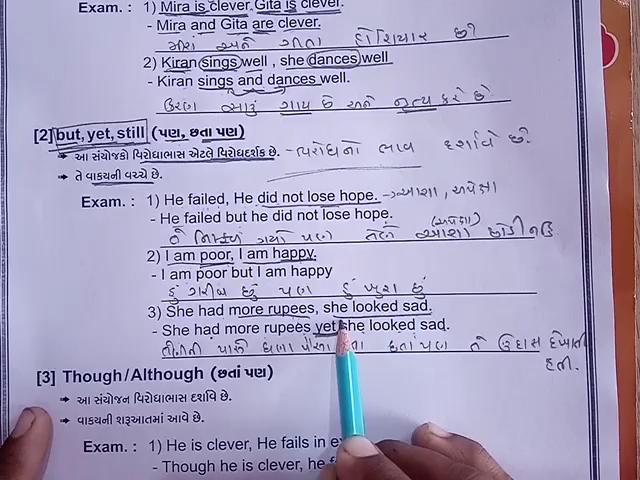 Exam. : 1) Mira is clever. Gita is clever.
- Mira and Gita are clever.
મીરાં અને ગીતા હોશિયાર છે
2) Kiran sings well , she dances well
- Kiran sings and dances well.
કિરણ સારું ગાય છે અને નૃત્ય કરે છે
[2] but, yet, still (પણ, છતા પણ)
આ સંયોજકો વિરોધાભાસ એટલે વિરોધદર્શક છે. - વિરોધનો ભાવ દર્શાવે છે.
તે વાકયની વચ્ચે છે.
Exam. : 1) He failed, He did not lose hope. → આશા, અપેક્ષા
- He failed but he did not lose hope.
(અપેક્ષા)
તે નિષ્ફળ ગયો પણ તેણે આશા છોડી નહિ
2) I am poor, I am happy.
- I am poor but I am happy
હું ગરીબ છું પણ હું ખુશ છું
3) She had more rupees, she looked sad.
- She had more rupees yet she looked sad.
તેણીની પાસે ઘણા પૈસા હતા છતાં પણ તે ઉદાસ દેખાતી
હતી.
[3] Though/Although (છતાં પણ)
આ સંયોજન વિરોધાભાસ દર્શાવે છે.
વાકયની શરૂઆતમાં આવે છે.
Exam. : 1) He is clever, He fails in
- Though he is clever, he